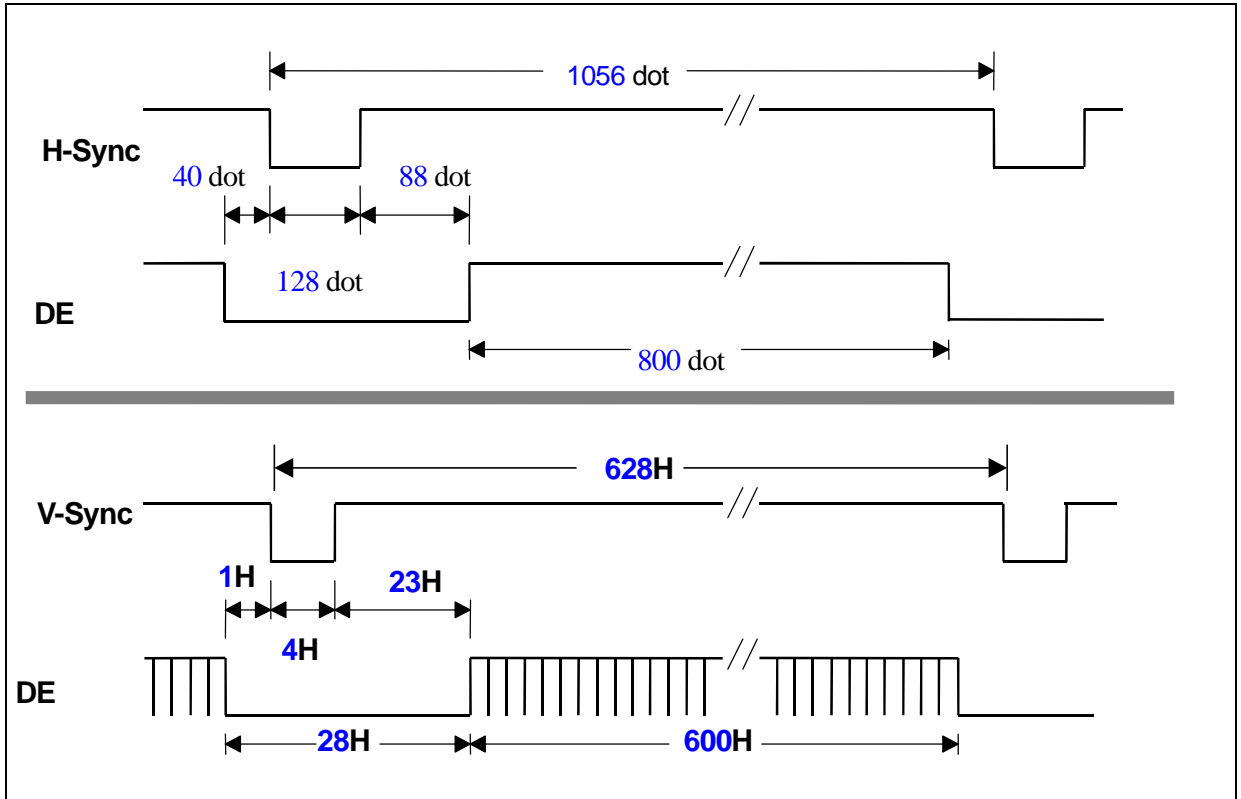 1056 dot
H-Sync
40 dot
88 dot
128 dot
DE
800 dot
628H
V-Sync
1H
23H
4H
DE
28H
600H